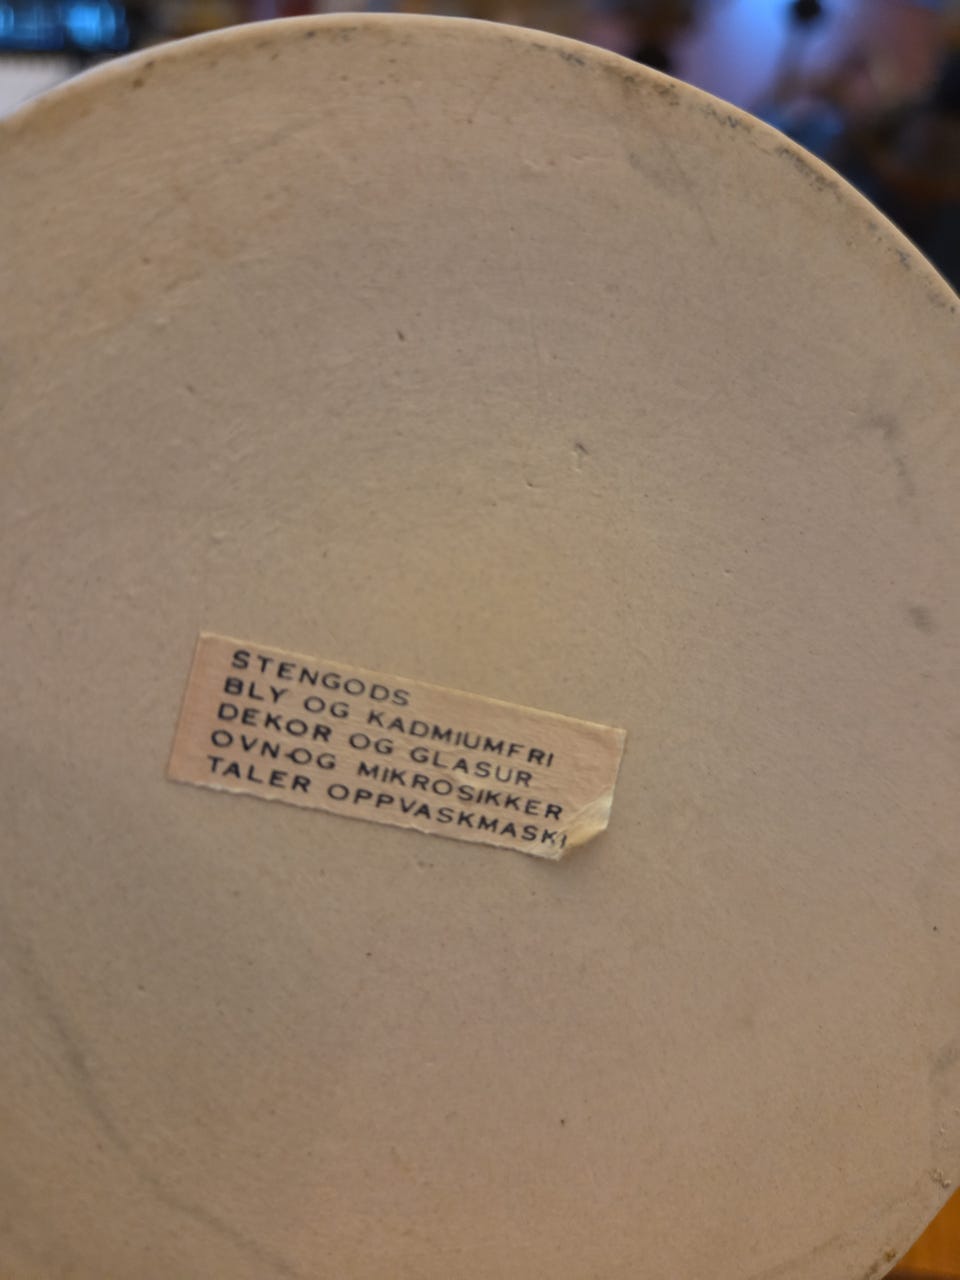 STENGODS
BLY OG KADMIUMFRI
DEKOR OG GLASUR
OVN-OG MIKROSIKKER
TALER OPPVASKMASKI